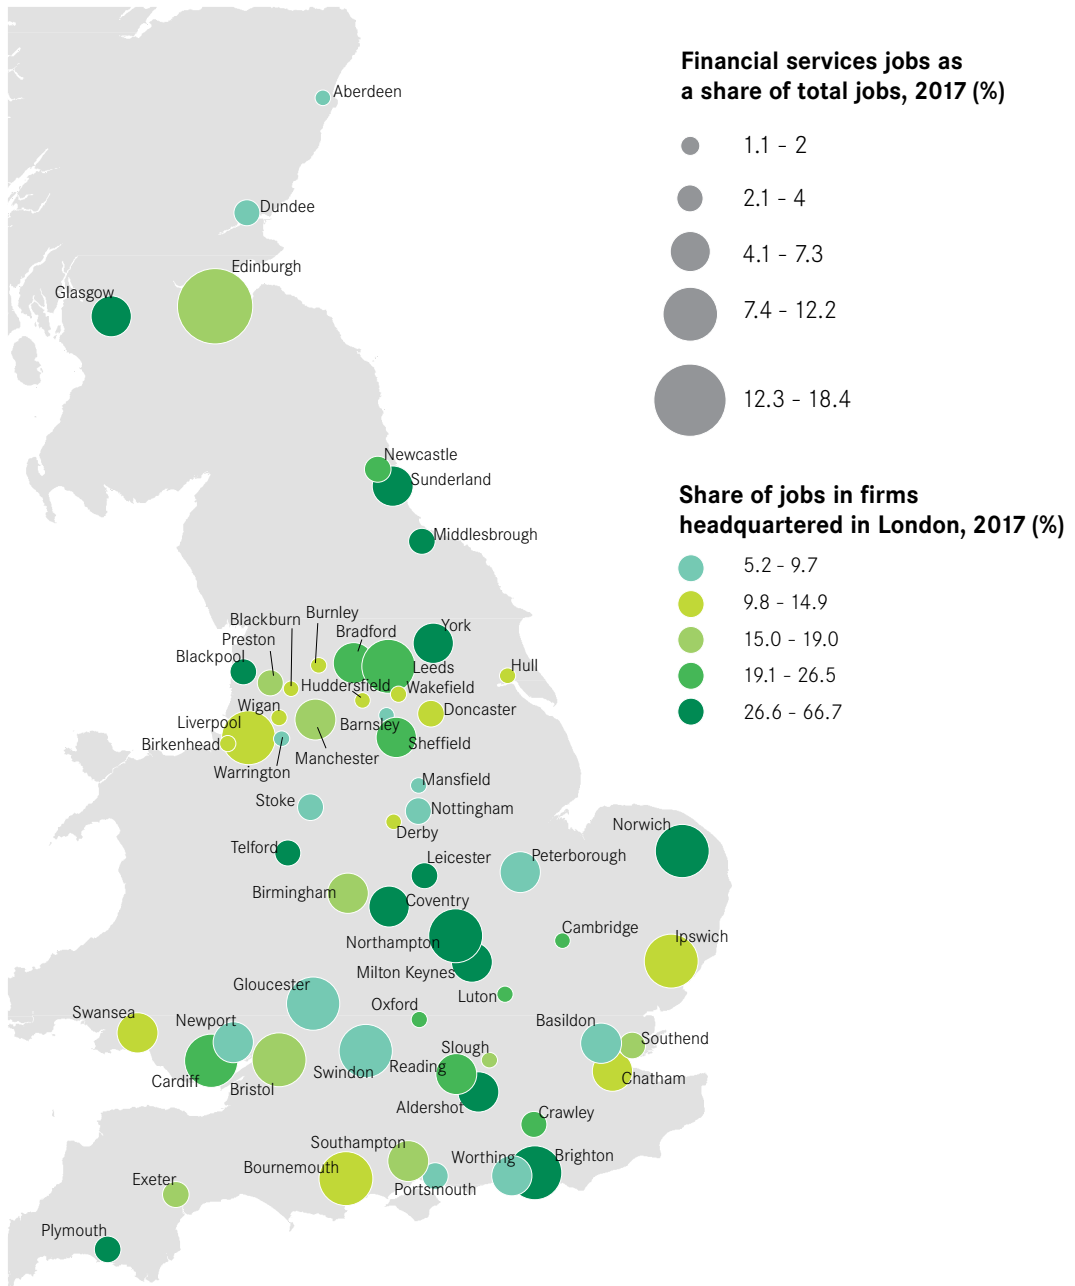 Financial services jobs as
a share of total jobs, 2017 (%)
1.1 - 2
2.1 - 4
4.1 - 7.3
7.4 - 12.2
12.3 - 18.4
Share of jobs in firms
headquartered in London, 2017 (%)
5.2 - 9.7
9.8 - 14.9
15.0 - 19.0
19.1 - 26.5
26.6 - 66.7
Aberdeen
Dundee
Edinburgh
Glasgow
Newcastle
Sunderland
Middlesbrough
Burnley
Blackburn
Bradford
York
Preston
Blackpool
Leeds
Hull
Huddersfield
Wakefield
Wigan
Doncaster
Liverpool
Barnsley
Birkenhead
Sheffield
Manchester
Warrington
Mansfield
Stoke
Nottingham
Derby
Norwich
Telford
Leicester
Peterborough
Birmingham
Coventry
Cambridge
Ipswich
Northampton
Milton Keynes
Gloucester
Luton
Oxford
Swansea
Newport
Basildon
Southend
Slough
Reading
Swindon
Cardiff
Bristol
Chatham
Aldershot
Crawley
Southampton
Worthing
Brighton
Bournemouth
Exeter
Portsmouth
Plymouth